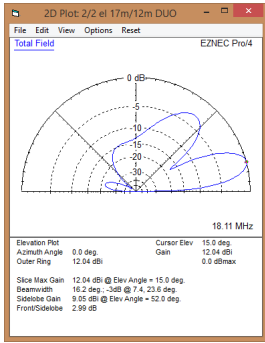 2D Plot: 2/2 el 17m/12m DUO
File Edit View Options Reset
Total Field EZNEC Pro/4
0 dB
-5
-10
-15
-20
-30
18.11 MHz
Elevation Plot Cursor Elev 15.0 deg.
Azimuth Angle 0.0 deg. Gain 12.04 dBi
Outer Ring 12.04 dBi 0.0 dBmax
Slice Max Gain 12.04 dBi @ Elev Angle = 15.0 deg.
Beamwidth 16.2 deg.; -3dB @ 7.4, 23.6 deg.
Sidelobe Gain 9.05 dBi @ Elev Angle = 52.0 deg.
Front/Sidelobe 2.99 dB